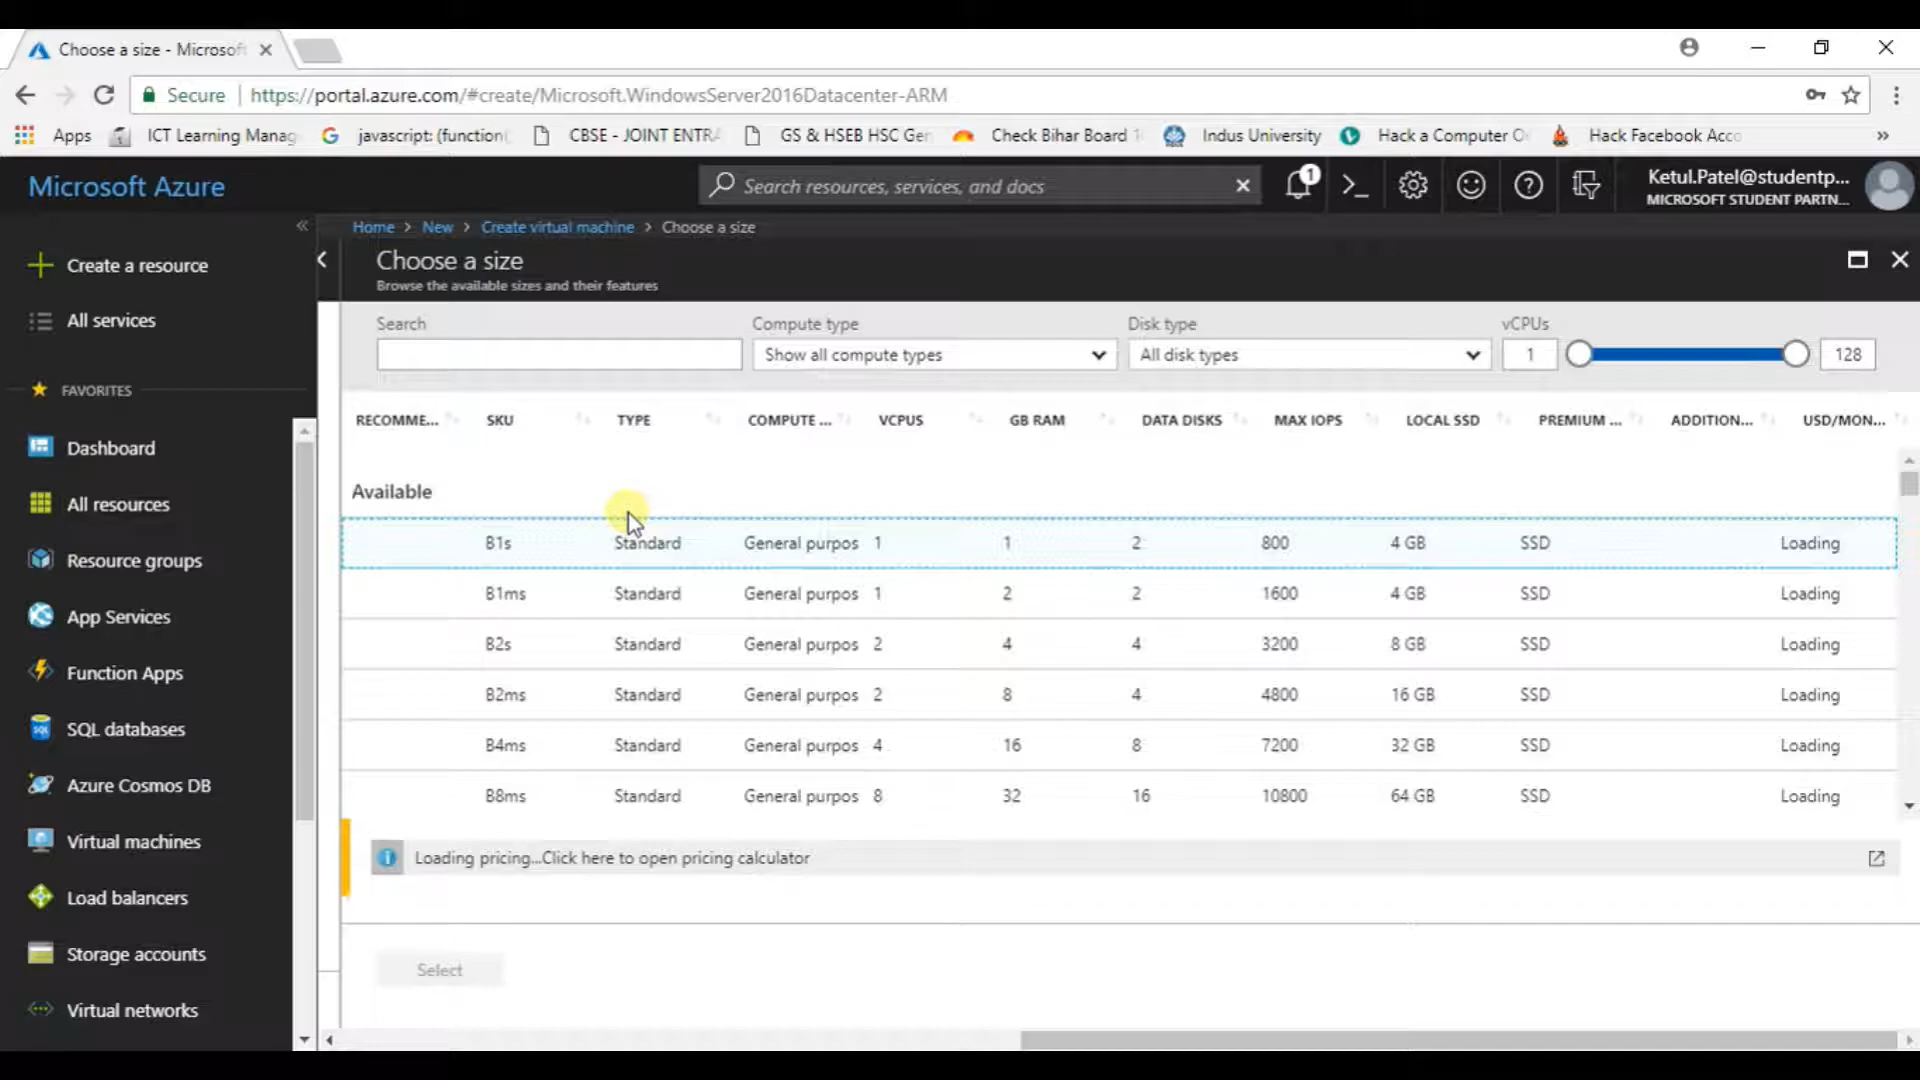 Choose a size - Microsof
Secure https://portal.azure.com/#create/Microsoft.WindowsServer2016Datacenter-ARM
Apps ICT Learning Manag javascript: (function( CBSE - JOINT ENTRA GS & HSEB HSC Ger Check Bihar Board 1 Indus University Hack a Computer O Hack Facebook Acco »
Microsoft Azure Search resources, services, and docs 1 Ketul.Patel@studentp...
MICROSOFT STUDENT PARTN...
Home > New > Create virtual machine > Choose a size
Choose a size
Browse the available sizes and their features
Create a resource
All services
FAVORITES
Dashboard
All resources
Resource groups
App Services
Function Apps
SQL databases
Azure Cosmos DB
Virtual machines
Load balancers
Storage accounts
Virtual networks
Search Compute type Disk type vCPUs
Show all compute types All disk types 1 128
RECOMME... SKU TYPE COMPUTE ... VCPUS GB RAM DATA DISKS MAX IOPS LOCAL SSD PREMIUM ... ADDITION... USD/MON...
Available
B1s Standard General purpos 1 1 2 800 4 GB SSD Loading
B1ms Standard General purpos 1 2 2 1600 4 GB SSD Loading
B2s Standard General purpos 2 4 4 3200 8 GB SSD Loading
B2ms Standard General purpos 2 8 4 4800 16 GB SSD Loading
B4ms Standard General purpos 4 16 8 7200 32 GB SSD Loading
B8ms Standard General purpos 8 32 16 10800 64 GB SSD Loading
Loading pricing...Click here to open pricing calculator
Select